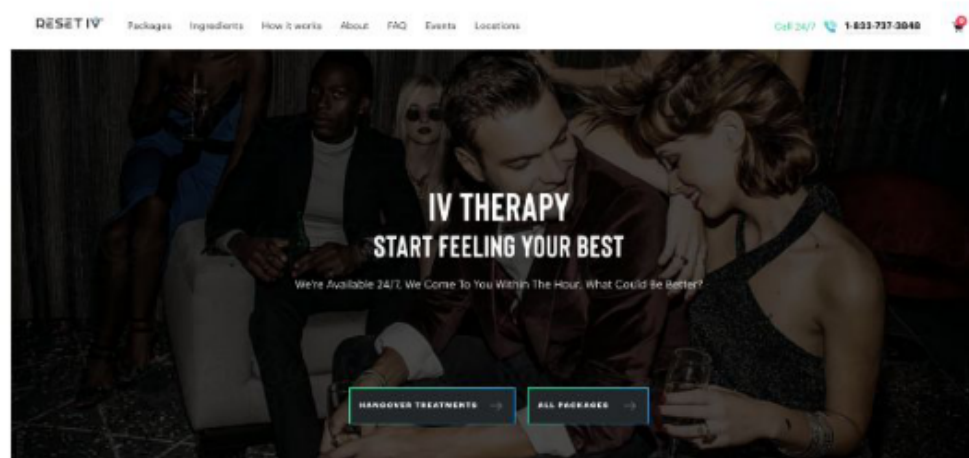 RESET IV
Packages Ingredients How it works About FAQ Events Locations
Call 24/7 1-833-737-3848
IV THERAPY
START FEELING YOUR BEST
We're Available 24/7, We Come To You Within The Hour, What Could Be Better?
HANGOVER TREATMENTS
ALL PACKAGES